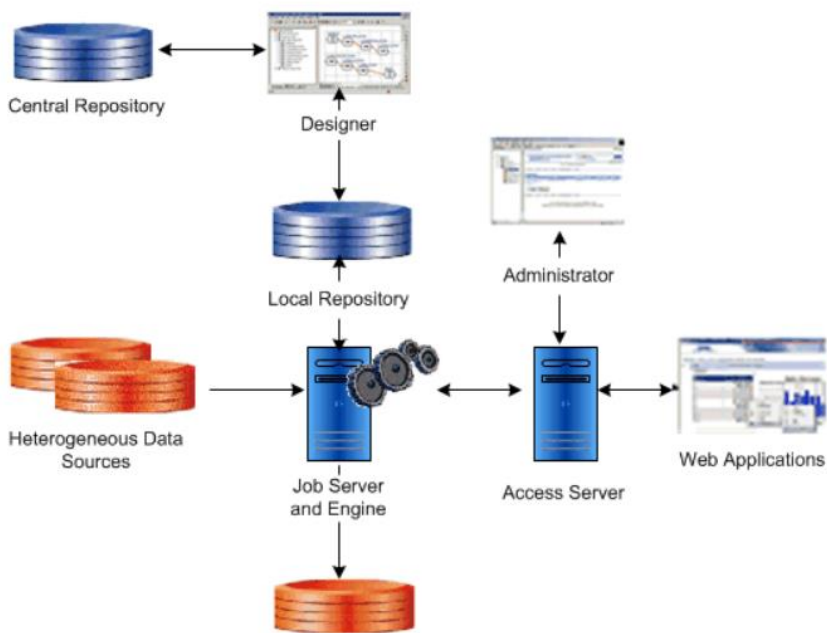 Central Repository
Designer
Administrator
Local Repository
Heterogeneous Data
Sources
Job Server
and Engine
Access Server
Web Applications